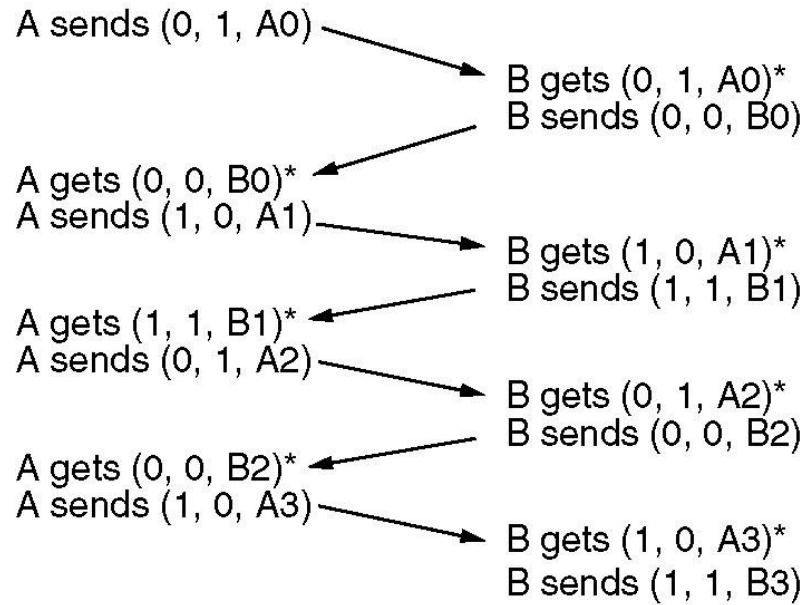 A sends (0, 1, A0)
B gets (0, 1, A0)*
B sends (0, 0, B0)
A gets (0, 0, B0)*
A sends (1, 0, A1)
B gets (1, 0, A1)*
B sends (1, 1, B1)
A gets (1, 1, B1)*
A sends (0, 1, A2)
B gets (0, 1, A2)*
B sends (0, 0, B2)
A gets (0, 0, B2)*
A sends (1, 0, A3)
B gets (1, 0, A3)*
B sends (1, 1, B3)